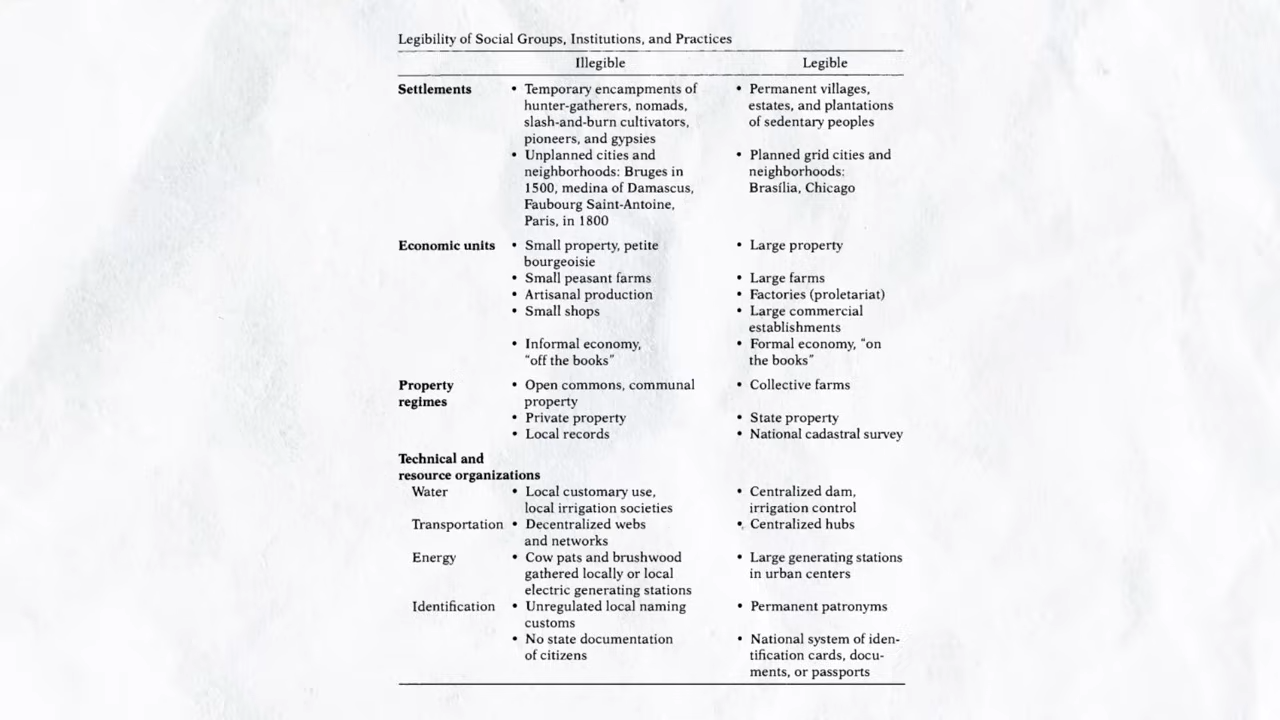 Legibility of Social Groups, Institutions, and Practices
Illegible Legible
Settlements • Temporary encampments of • Permanent villages,
hunter-gatherers, nomads, estates, and plantations
slash-and-burn cultivators, of sedentary peoples
pioneers, and gypsies
• Unplanned cities and • Planned grid cities and
neighborhoods: Bruges in neighborhoods:
1500, medina of Damascus, Brasília, Chicago
Faubourg Saint-Antoine,
Paris, in 1800
Economic units • Small property, petite • Large property
bourgeoisie
• Small peasant farms • Large farms
• Artisanal production • Factories (proletariat)
• Small shops • Large commercial
establishments
• Informal economy, • Formal economy, “on
“off the books” the books”
Property • Open commons, communal • Collective farms
regimes property
• Private property • State property
• Local records • National cadastral survey
Technical and
resource organizations
Water • Local customary use, • Centralized dam,
local irrigation societies irrigation control
Transportation • Decentralized webs • Centralized hubs
and networks
Energy • Cow pats and brushwood • Large generating stations
gathered locally or local in urban centers
electric generating stations
Identification • Unregulated local naming • Permanent patronyms
customs
• No state documentation • National system of iden-
of citizens tification cards, docu-
ments, or passports